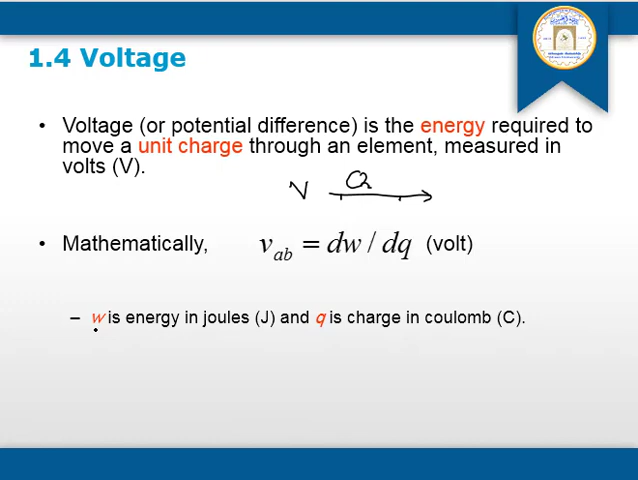 1.4 Voltage
• Voltage (or potential difference) is the energy required to
move a unit charge through an element, measured in
volts (V).
V Q
• Mathematically, v_ab = dw / dq (volt)
– w is energy in joules (J) and q is charge in coulomb (C).